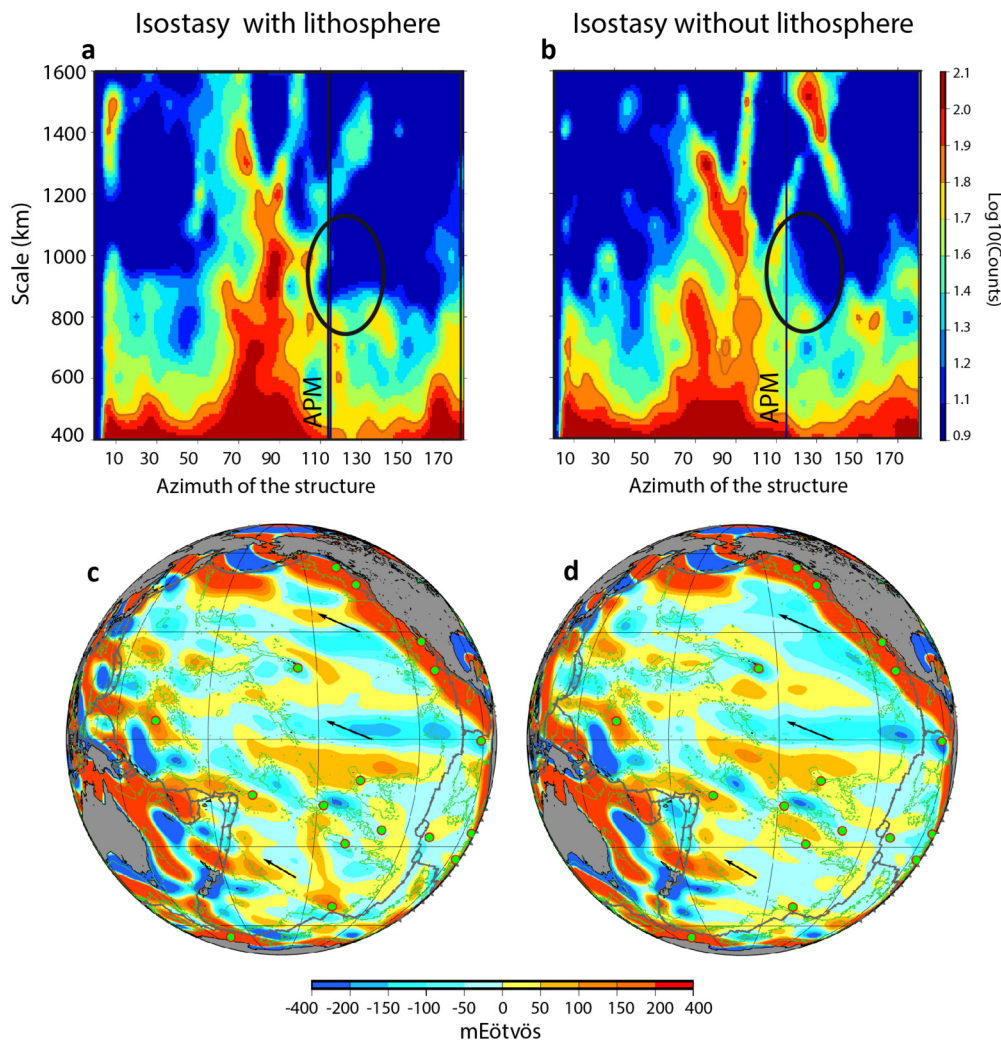 Isostasy with lithosphere
Isostasy without lithosphere
a
b
1600
1400
1200
1000
800
600
400
Scale (km)
APM
APM
2.1
2.0
1.9
1.8
1.7
1.6
1.4
1.3
1.2
1.1
0.9
Log10(Counts)
10 30 50 70 90 110 130 150 170
10 30 50 70 90 110 130 150 170
Azimuth of the structure
Azimuth of the structure
c
d
-400 -200 -150 -100 -50 0 50 100 150 200 400
mEötvös